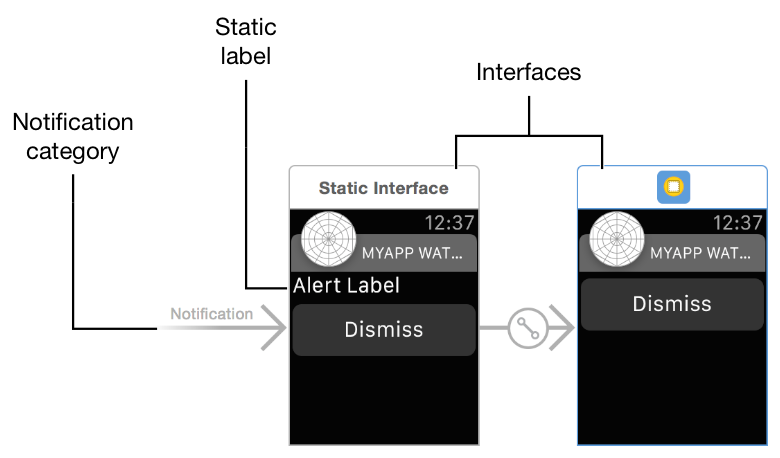 Static
label
Interfaces
Notification
category
Static Interface
12:37
MYAPP WAT...
Alert Label
Notification
Dismiss
12:37
MYAPP WAT...
Dismiss